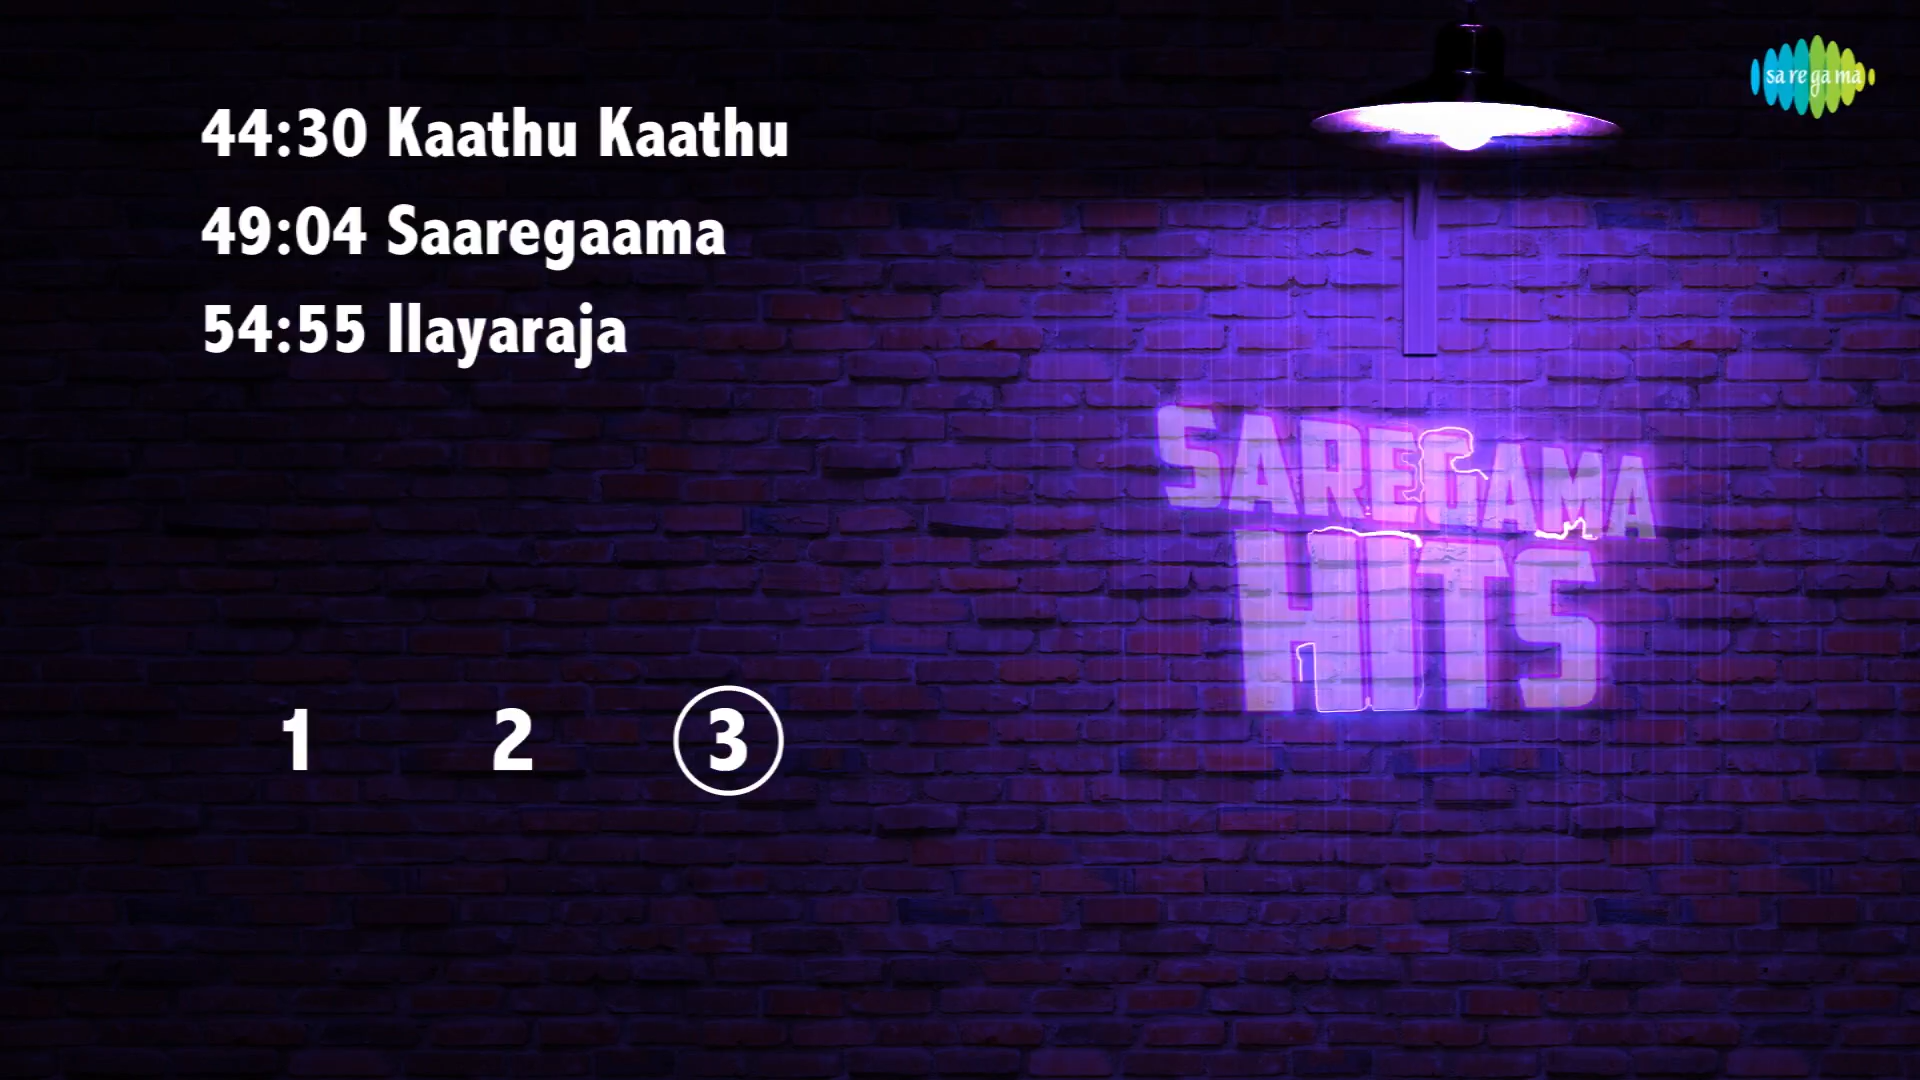 sa re ga ma
44:30 Kaathu Kaathu
49:04 Saaregaama
54:55 Ilayaraja
SAREGAMA
HITS
1 2 3